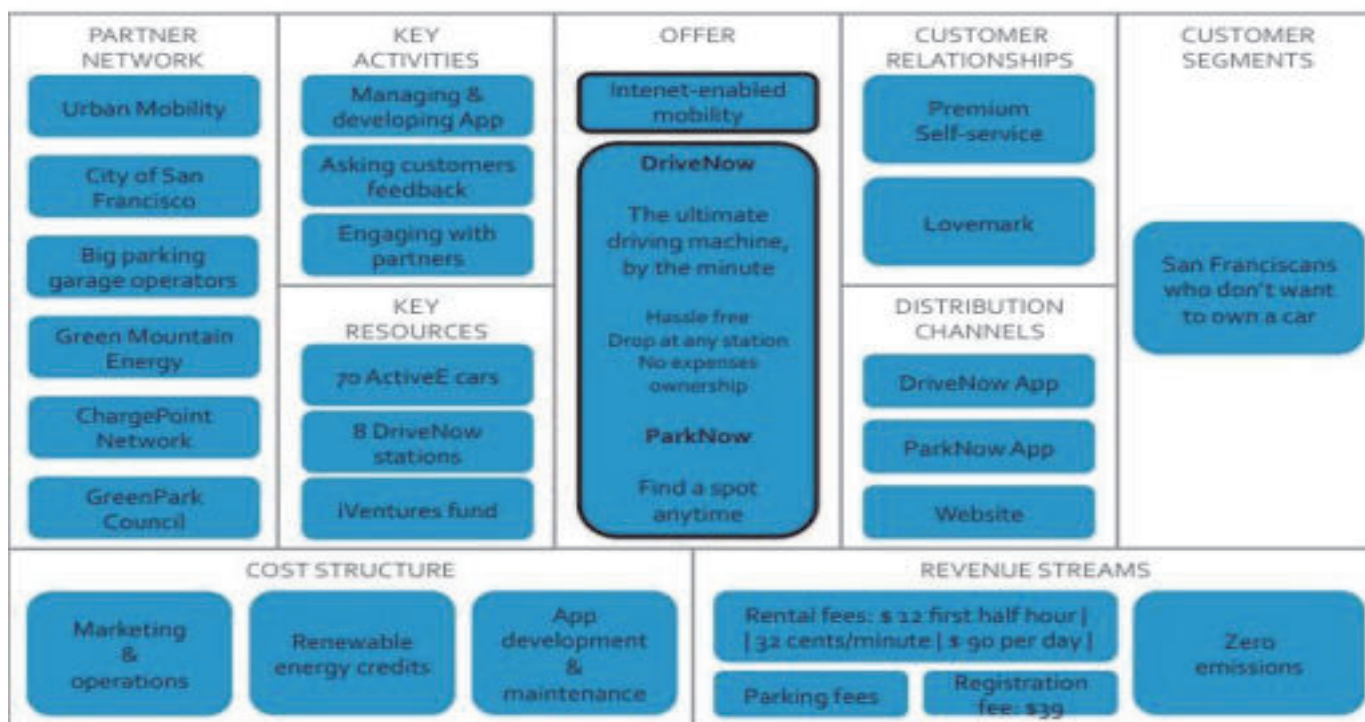 PARTNER
NETWORK
Urban Mobility
City of San
Francisco
Big parking
garage operators
Green Mountain
Energy
ChargePoint
Network
GreenPark
Council
KEY
ACTIVITIES
Managing &
developing App
Asking customers
feedback
Engaging with
partners
KEY
RESOURCES
70 ActiveE cars
8 DriveNow
stations
iVentures fund
OFFER
Intenet-enabled
mobility
DriveNow
The ultimate
driving machine,
by the minute
Hassle free
Drop at any station
No expenses
ownership
ParkNow
Find a spot
anytime
CUSTOMER
RELATIONSHIPS
Premium
Self-service
Lovemark
DISTRIBUTION
CHANNELS
DriveNow App
ParkNow App
Website
CUSTOMER
SEGMENTS
San Franciscans
who don't want
to own a car
COST STRUCTURE
Marketing
&
operations
Renewable
energy credits
App
development
&
maintenance
REVENUE STREAMS
Rental fees: $ 12 first half hour |
| 32 cents/minute | $ 90 per day |
Parking fees
Registration
fee: $39
Zero
emissions